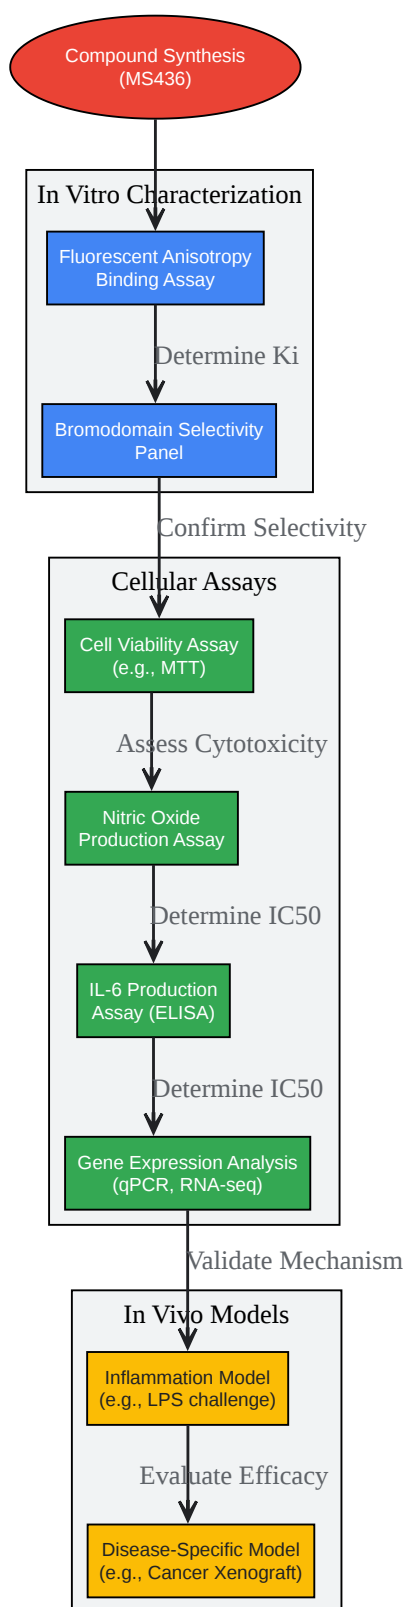 Compound Synthesis
(MS436)
In Vitro Characterization
Fluorescent Anisotropy
Binding Assay
Determine Ki
Bromodomain Selectivity
Panel
Confirm Selectivity
Cellular Assays
Cell Viability Assay
(e.g., MTT)
Assess Cytotoxicity
Nitric Oxide
Production Assay
Determine IC50
IL-6 Production
Assay (ELISA)
Determine IC50
Gene Expression Analysis
(qPCR, RNA-seq)
Validate Mechanism
In Vivo Models
Inflammation Model
(e.g., LPS challenge)
Evaluate Efficacy
Disease-Specific Model
(e.g., Cancer Xenograft)